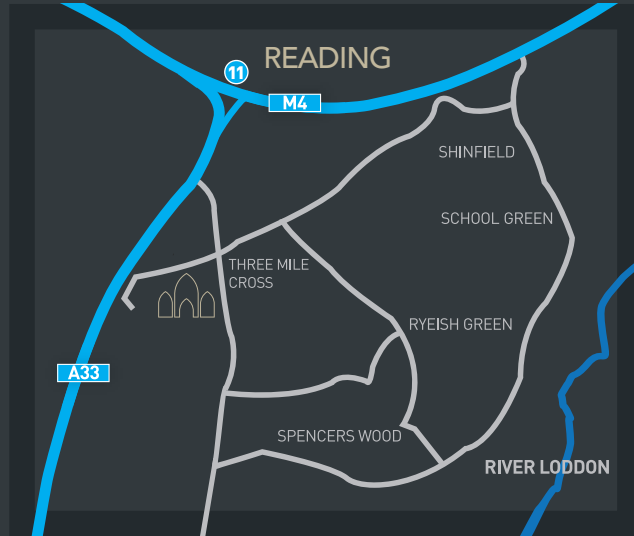 READING
11
M4
SHINFIELD
SCHOOL GREEN
THREE MILE
CROSS
RYEISH GREEN
A33
SPENCERS WOOD
RIVER LODDON